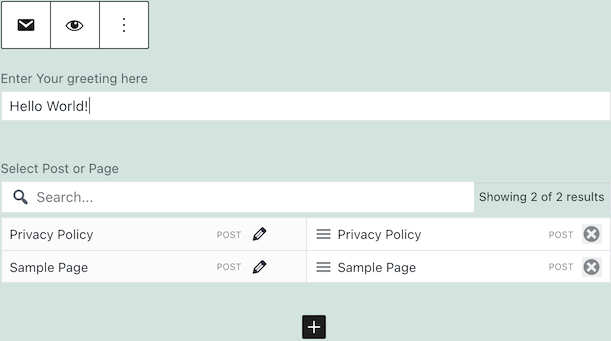 Enter Your greeting here
Hello World!
Select Post or Page
Search...
Showing 2 of 2 results
Privacy Policy POST Privacy Policy POST
Sample Page POST Sample Page POST